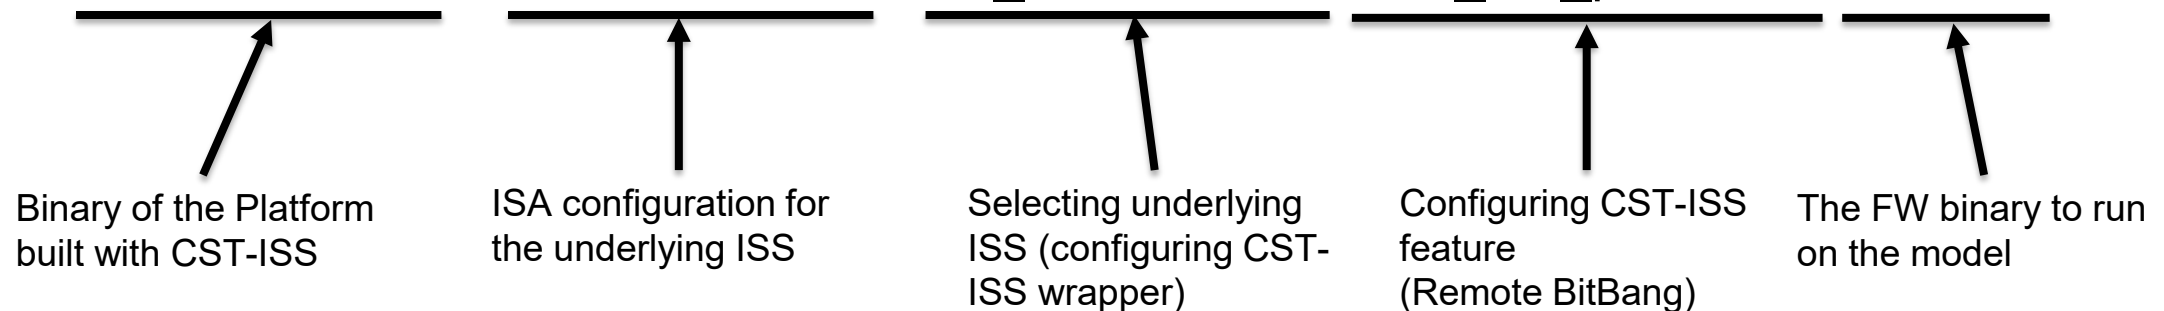 Binary of the Platform
built with CST-ISS
ISA configuration for
the underlying ISS
Selecting underlying
ISS (configuring CST-
ISS wrapper)
Configuring CST-ISS
feature
(Remote BitBang)
The FW binary to run
on the model